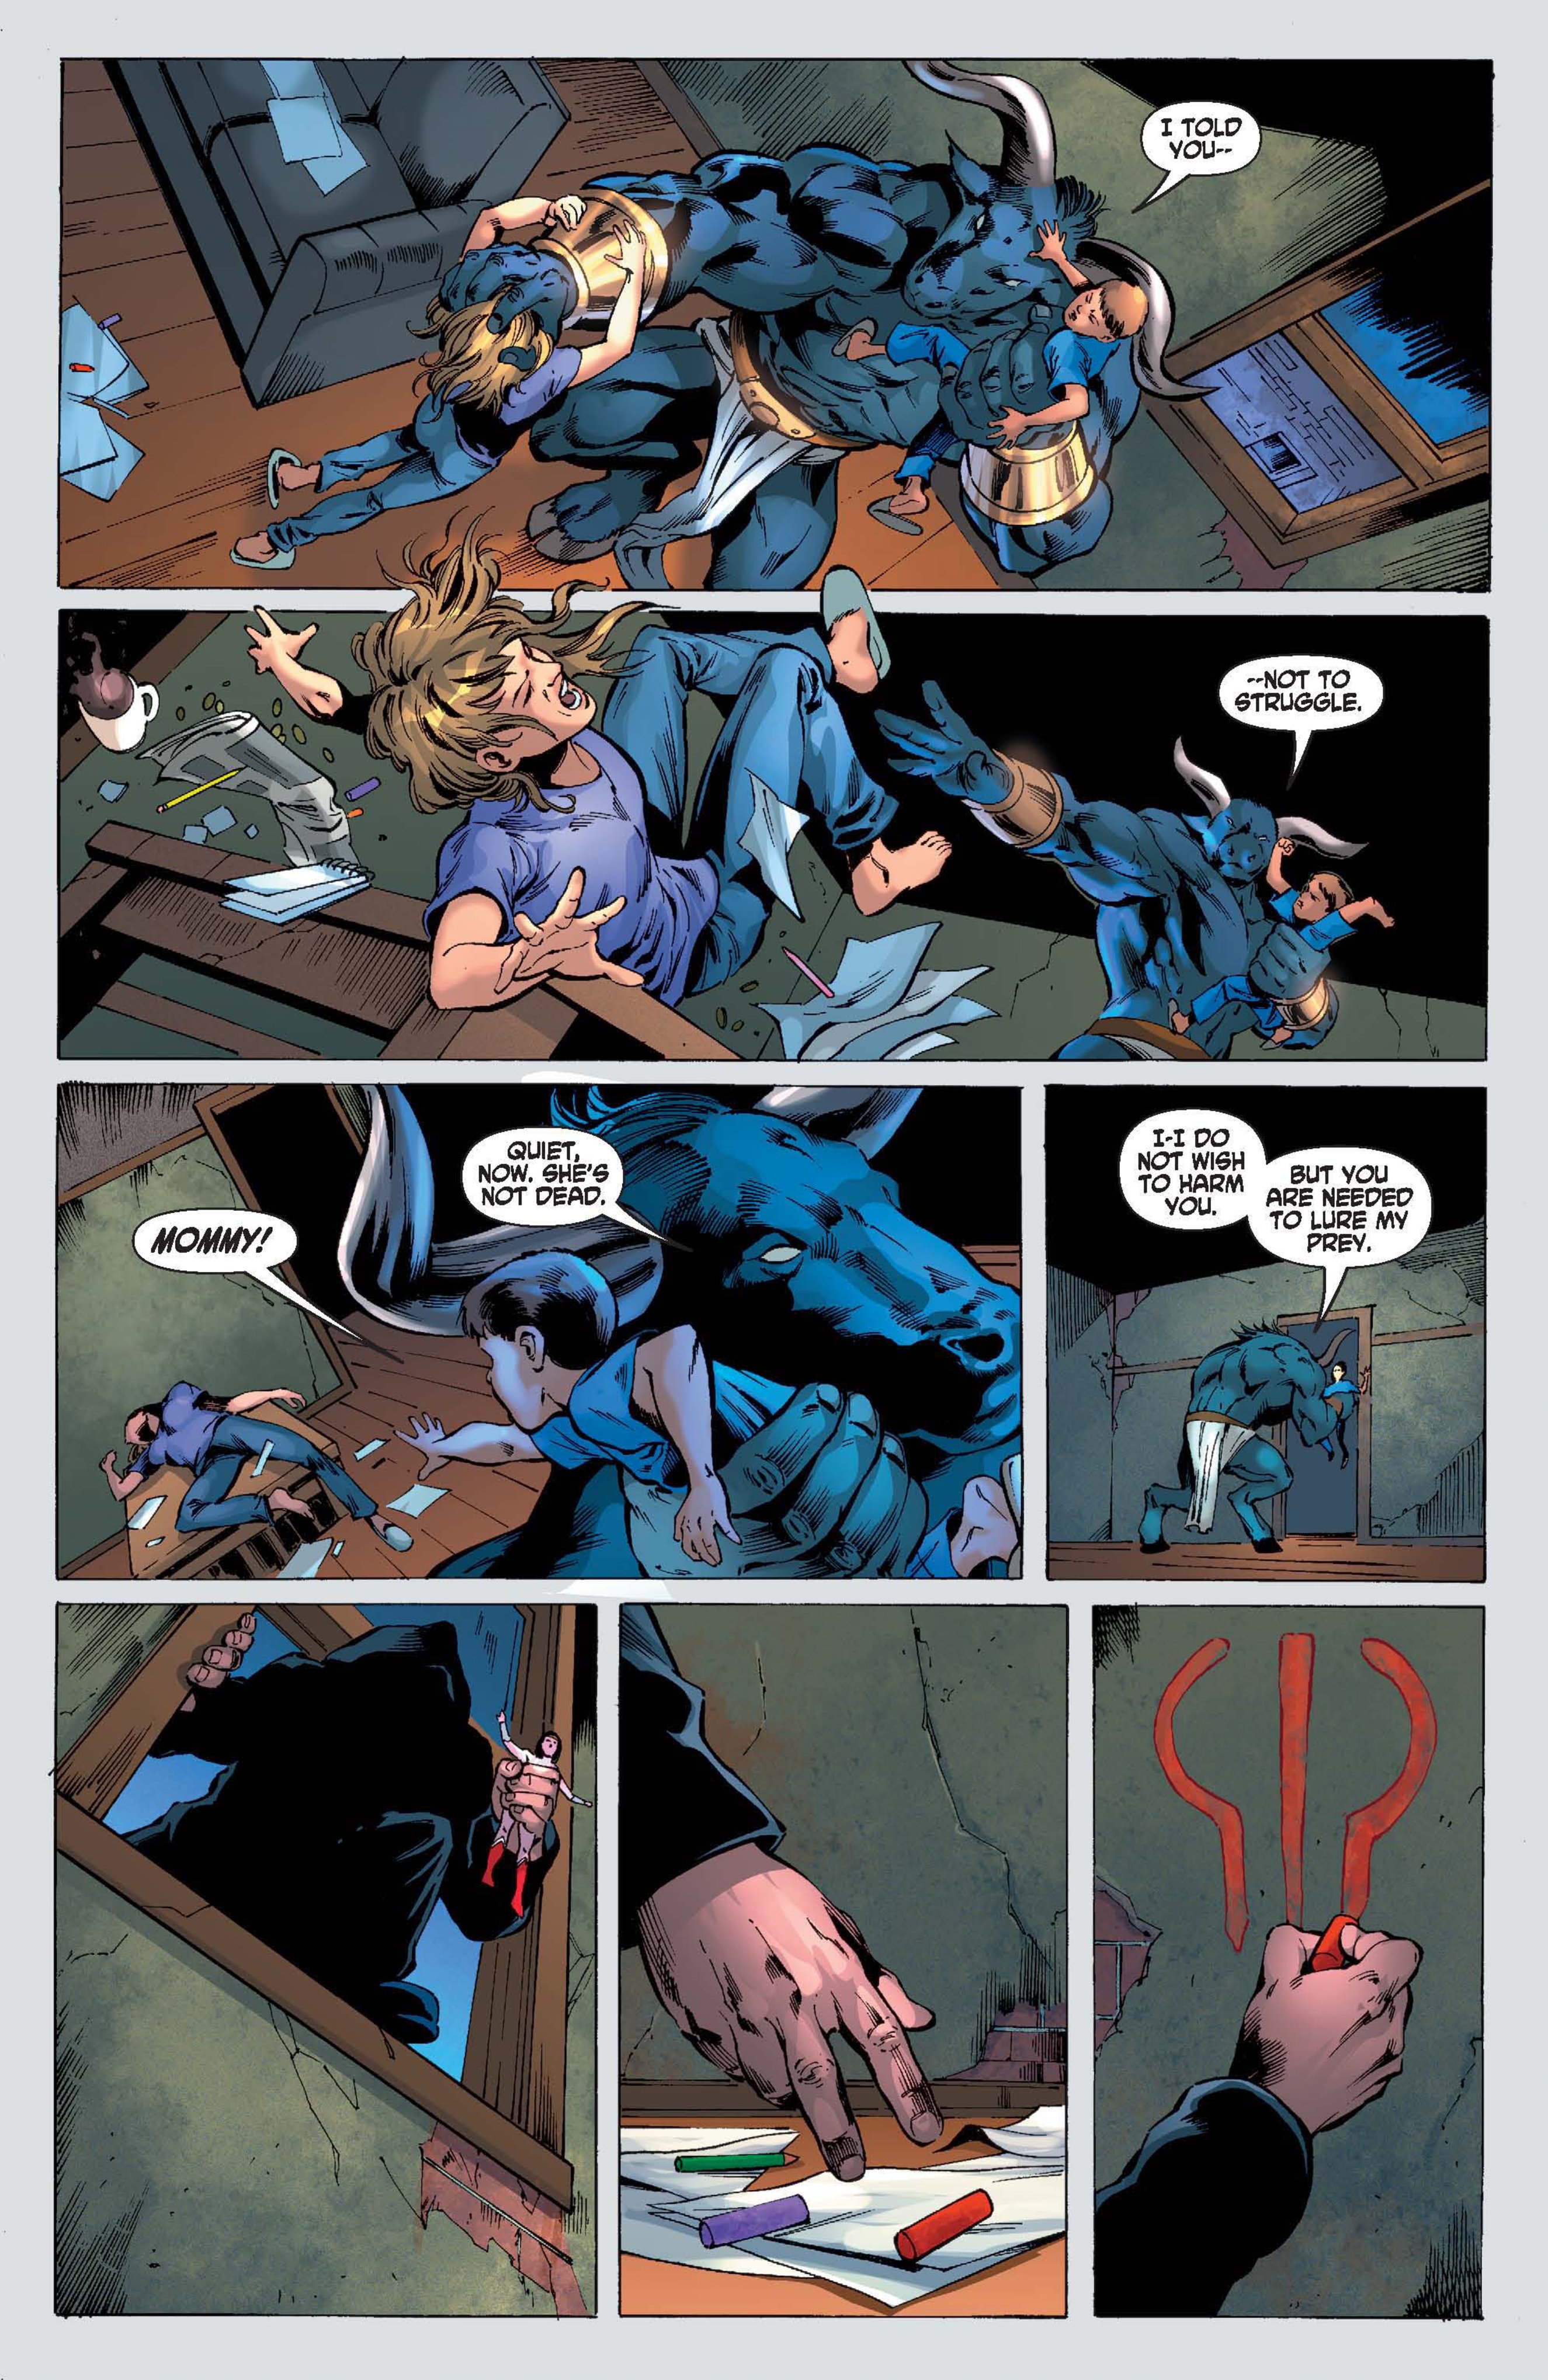 I TOLD
YOU--
--NOT TO
STRUGGLE.
MOMMY!
QUIET,
NOW. SHE'S
NOT DEAD.
I-I DO
NOT WISH
TO HARM
YOU.
BUT YOU
ARE NEEDED
TO LURE MY
PREY.